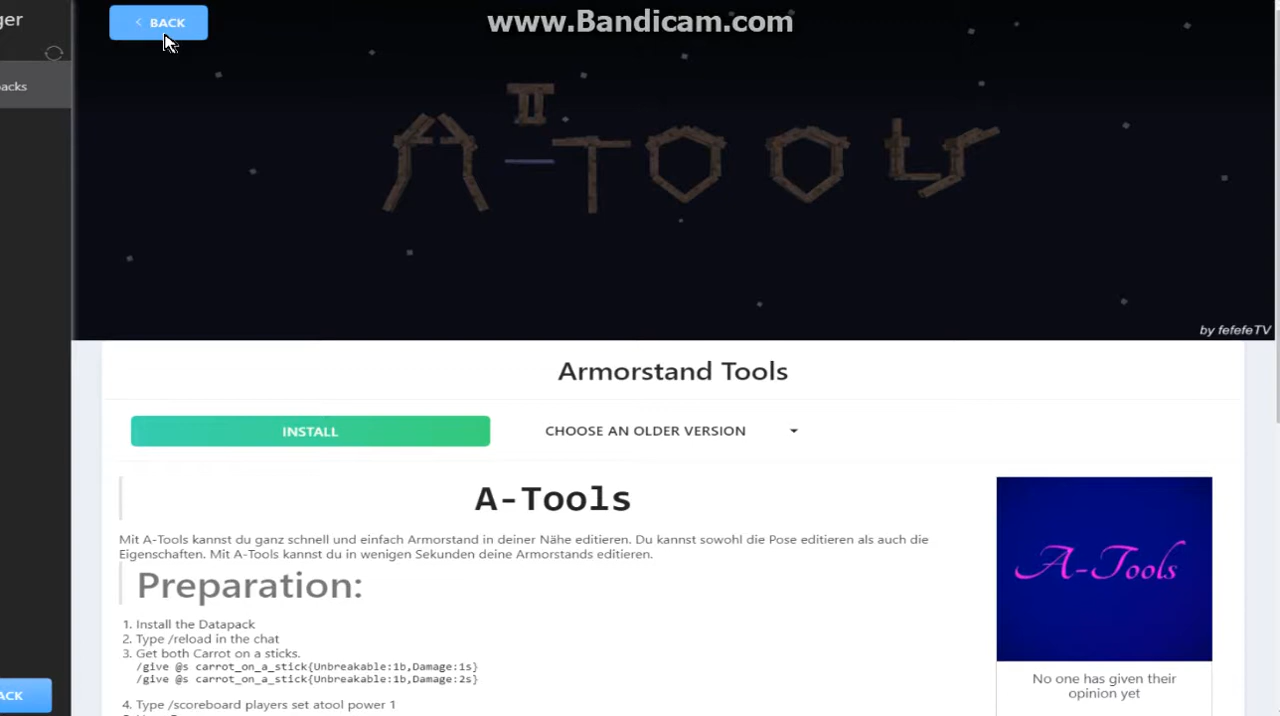 ger
BACK
www.Bandicam.com
acks
A-TOOLS
by fefefeTV
Armorstand Tools
INSTALL
CHOOSE AN OLDER VERSION
A-Tools
Mit A-Tools kannst du ganz schnell und einfach Armorstand in deiner Nähe editieren. Du kannst sowohl die Pose editieren als auch die
Eigenschaften. Mit A-Tools kannst du in wenigen Sekunden deine Armorstands editieren.
Preparation:
1. Install the Datapack
2. Type /reload in the chat
3. Get both Carrot on a sticks.
/give @s carrot_on_a_stick{Unbreakable:1b,Damage:1s}
/give @s carrot_on_a_stick{Unbreakable:1b,Damage:2s}
4. Type /scoreboard players set atool power 1
A-Tools
No one has given their
opinion yet
ACK